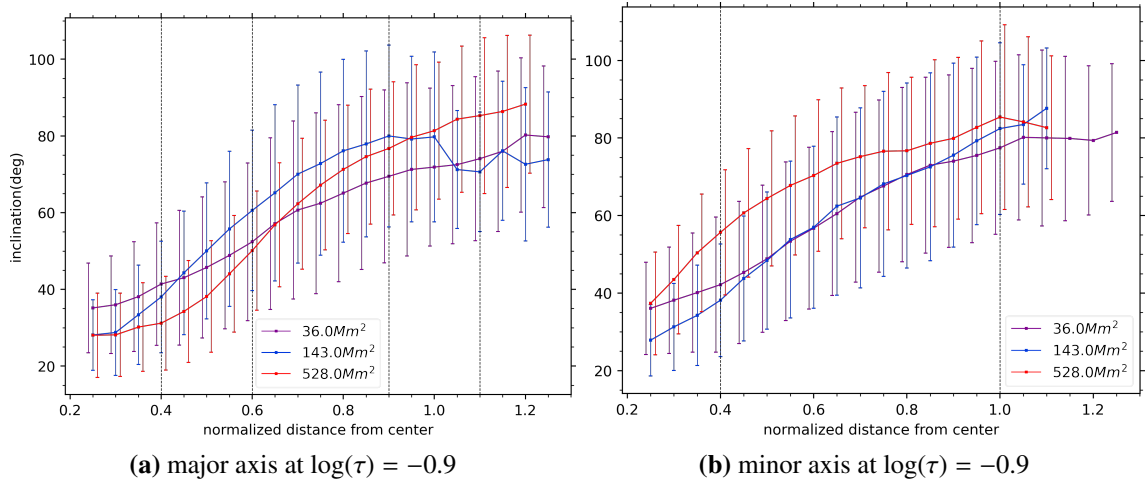 100
80
60
40
20
inclination(deg)
36.0Mm²
143.0Mm²
528.0Mm²
0.2 0.4 0.6 0.8 1.0 1.2
normalized distance from center
(a) major axis at log(τ) = −0.9
100
80
60
40
20
36.0Mm²
143.0Mm²
528.0Mm²
0.2 0.4 0.6 0.8 1.0 1.2
normalized distance from center
(b) minor axis at log(τ) = −0.9